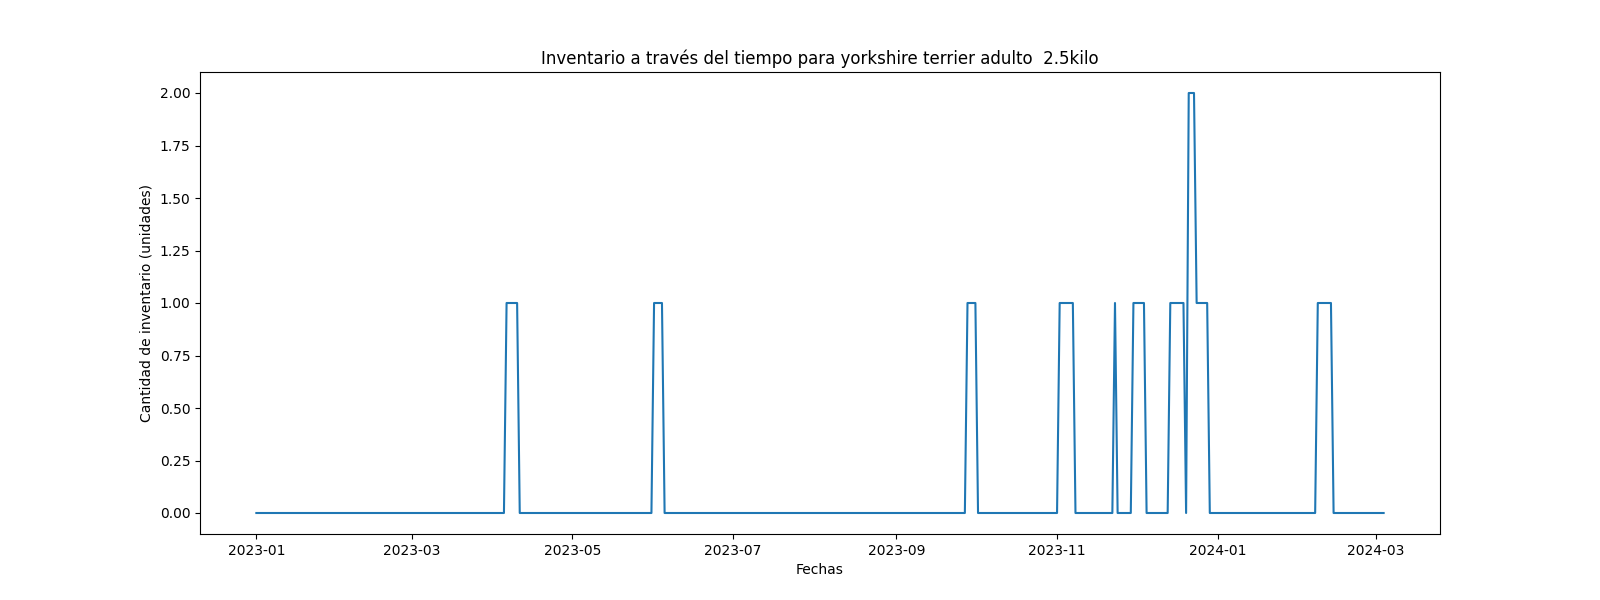 Inventario a través del tiempo para yorkshire terrier adulto  2.5kilo
Cantidad de inventario (unidades)
2.00
1.75
1.50
1.25
1.00
0.75
0.50
0.25
0.00
2023-01 2023-03 2023-05 2023-07 2023-09 2023-11 2024-01 2024-03
Fechas